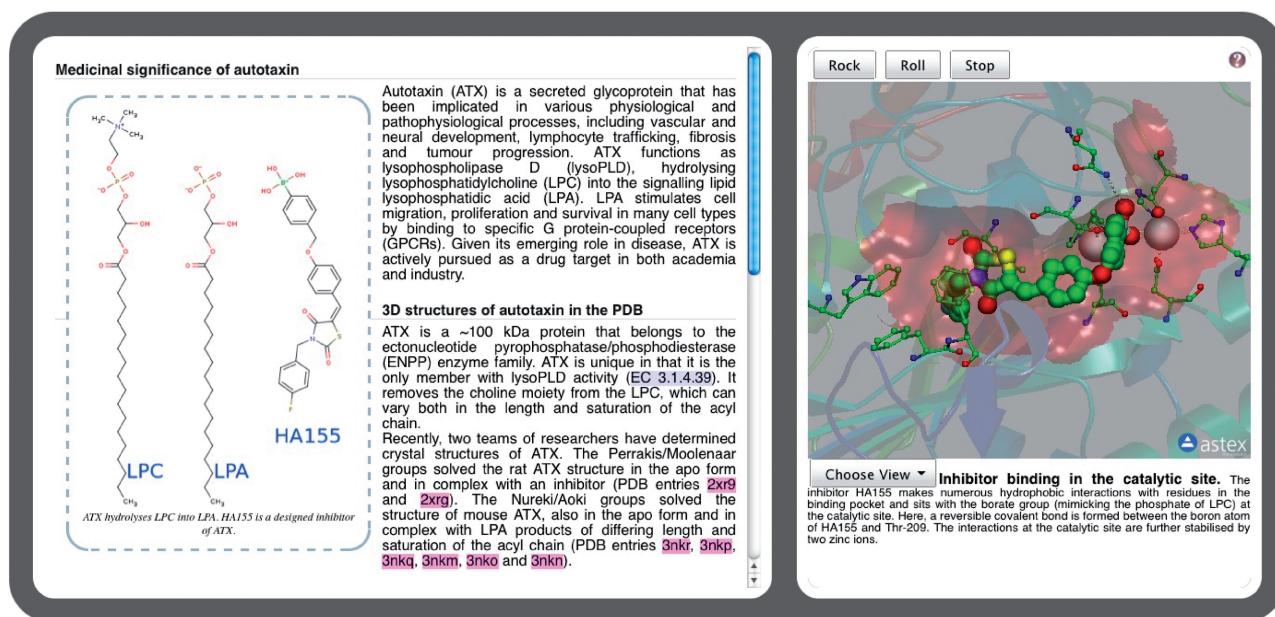 Medicinal significance of autotaxin
H₃C
CH₃
N⁺
CH₃
O
O⁻
P
O
⁻O
O
OH
O
O
LPC
CH₃
O⁻
O
P
⁻O
O
OH
O
O
LPA
CH₃
HO
OH
B⁻
HO
O
O
N
S
O
F
HA155
ATX hydrolyses LPC into LPA. HA155 is a designed inhibitor
of ATX.
Autotaxin (ATX) is a secreted glycoprotein that has
been implicated in various physiological and
pathophysiological processes, including vascular and
neural development, lymphocyte trafficking, fibrosis
and tumour progression. ATX functions as
lysophospholipase D (lysoPLD), hydrolysing
lysophosphatidylcholine (LPC) into the signalling lipid
lysophosphatidic acid (LPA). LPA stimulates cell
migration, proliferation and survival in many cell types
by binding to specific G protein-coupled receptors
(GPCRs). Given its emerging role in disease, ATX is
actively pursued as a drug target in both academia
and industry.
3D structures of autotaxin in the PDB
ATX is a ~100 kDa protein that belongs to the
ectonucleotide pyrophosphatase/phosphodiesterase
(ENPP) enzyme family. ATX is unique in that it is the
only member with lysoPLD activity (EC 3.1.4.39). It
removes the choline moiety from the LPC, which can
vary both in the length and saturation of the acyl
chain.
Recently, two teams of researchers have determined
crystal structures of ATX. The Perrakis/Moolenaar
groups solved the rat ATX structure in the apo form
and in complex with an inhibitor (PDB entries 2xr9
and 2xrg). The Nureki/Aoki groups solved the
structure of mouse ATX, also in the apo form and in
complex with LPA products of differing length and
saturation of the acyl chain (PDB entries 3nkr, 3nkp,
3nkq, 3nkm, 3nko and 3nkn).
Rock
Roll
Stop
?
astex
Choose View
Inhibitor binding in the catalytic site. The
inhibitor HA155 makes numerous hydrophobic interactions with residues in the
binding pocket and sits with the borate group (mimicking the phosphate of LPC) at
the catalytic site. Here, a reversible covalent bond is formed between the boron atom
of HA155 and Thr-209. The interactions at the catalytic site are further stabilised by
two zinc ions.